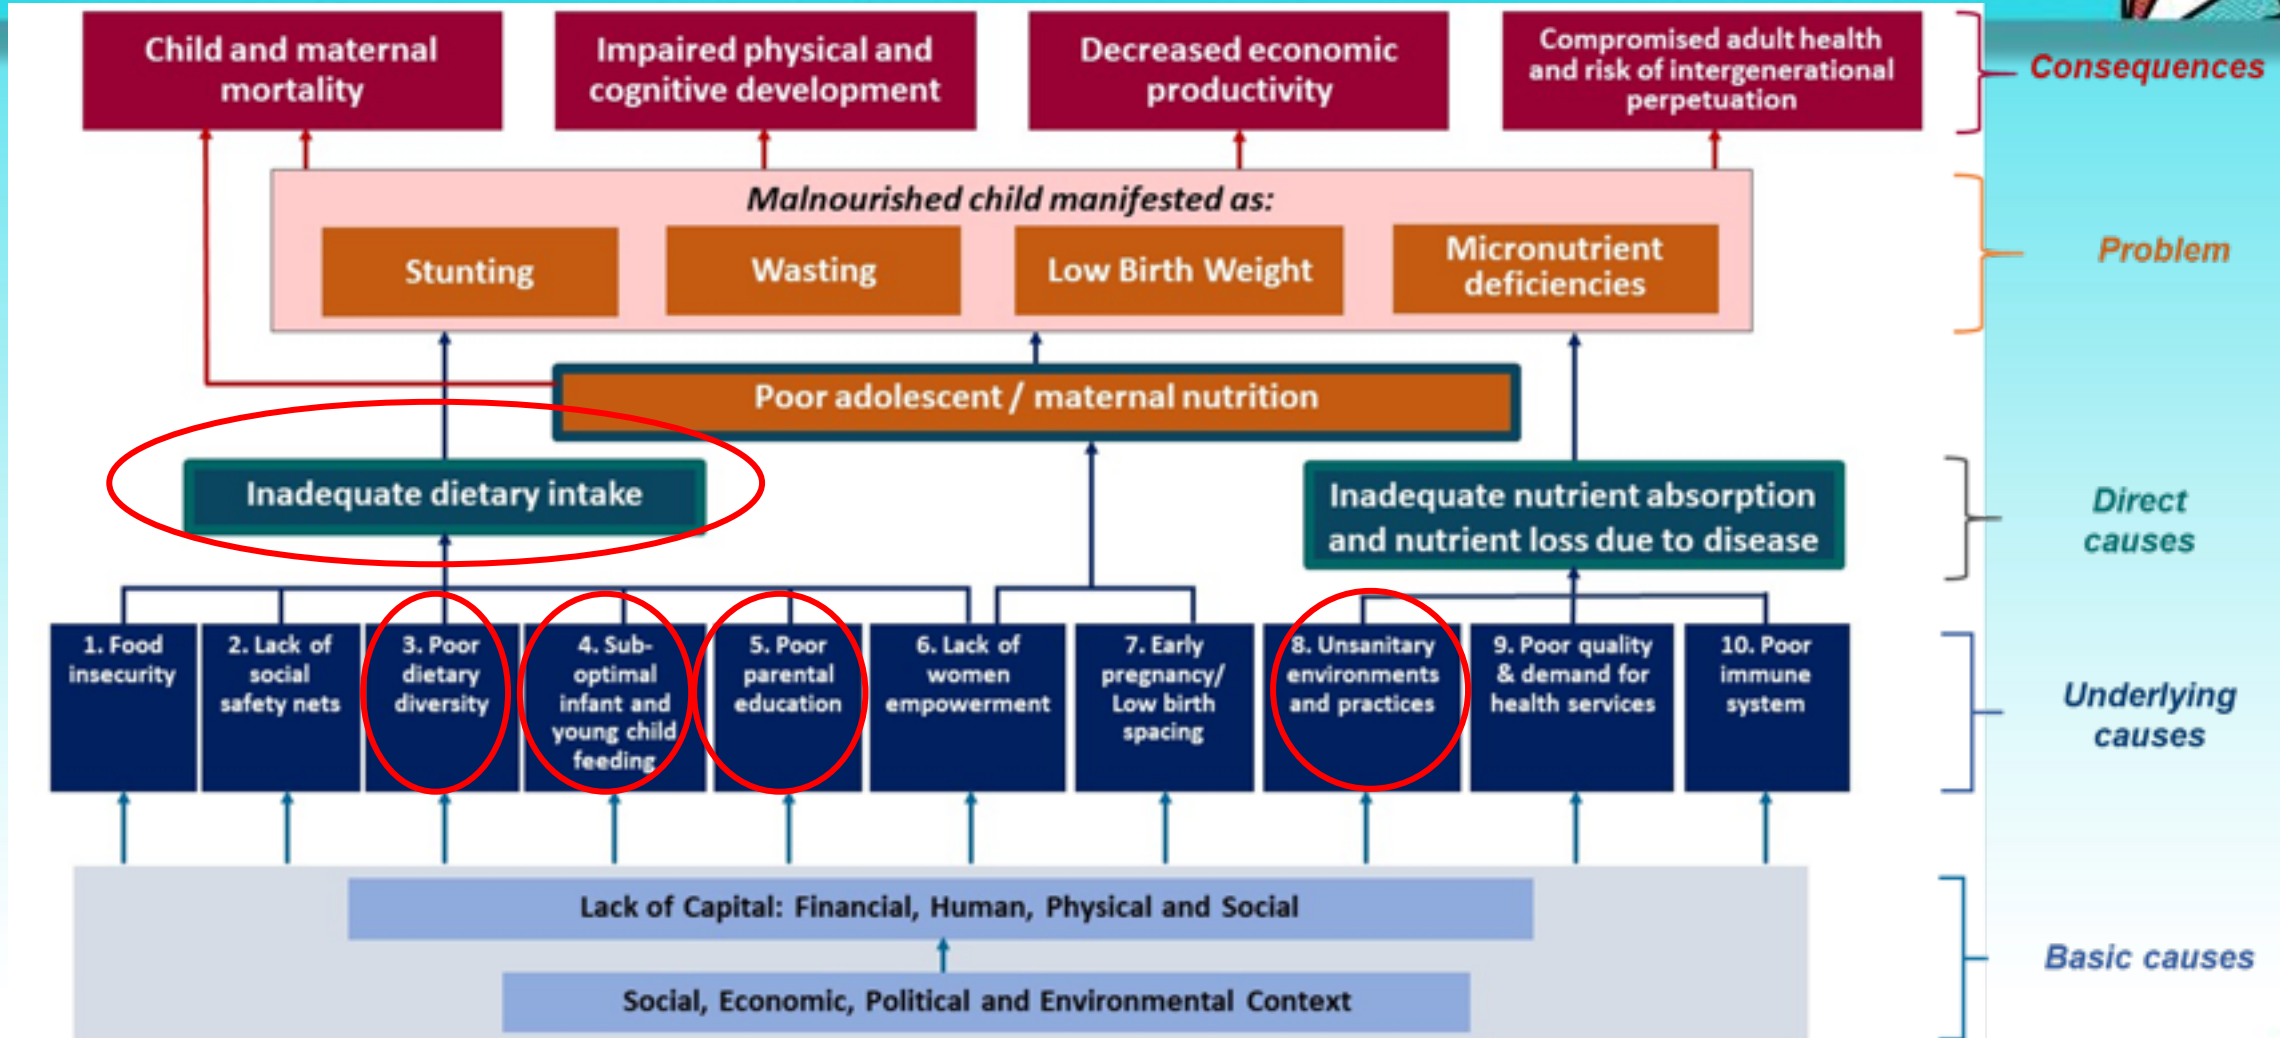 Child and maternal
mortality
Impaired physical and
cognitive development
Decreased economic
productivity
Compromised adult health
and risk of intergenerational
perpetuation
Consequences
Malnourished child manifested as:
Stunting
Wasting
Low Birth Weight
Micronutrient
deficiencies
Problem
Poor adolescent / maternal nutrition
Inadequate dietary intake
Inadequate nutrient absorption
and nutrient loss due to disease
Direct
causes
1. Food
insecurity
2. Lack of
social
safety nets
3. Poor
dietary
diversity
4. Sub-
optimal
infant and
young child
feeding
5. Poor
parental
education
6. Lack of
women
empowerment
7. Early
pregnancy/
Low birth
spacing
8. Unsanitary
environments
and practices
9. Poor quality
& demand for
health services
10. Poor
immune
system
Underlying
causes
Lack of Capital: Financial, Human, Physical and Social
Social, Economic, Political and Environmental Context
Basic causes